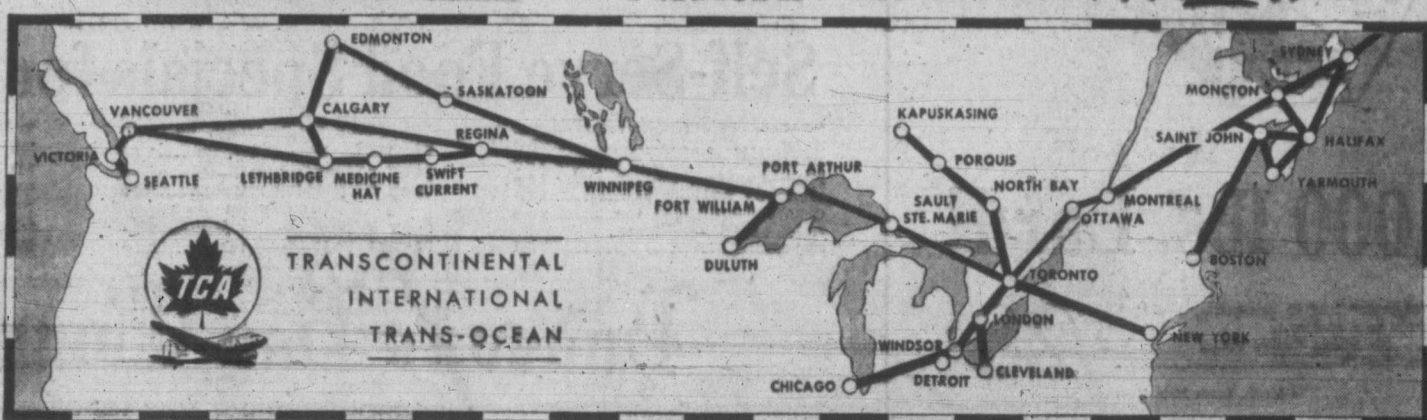 EDMONTON
SASKATOON
VANCOUVER
CALGARY
REGINA
VICTORIA
SEATTLE
LETHBRIDGE
MEDICINE
HAT
SWIFT
CURRENT
WINNIPEG
PORT ARTHUR
FORT WILLIAM
DULUTH
KAPUSKASING
PORQUIS
NORTH BAY
SAULT
STE. MARIE
OTTAWA
MONTREAL
SYDNEY
MONCTON
SAINT JOHN
HALIFAX
YARMOUTH
BOSTON
TORONTO
LONDON
NEW YORK
WINDSOR
DETROIT
CLEVELAND
CHICAGO
TCA
TRANSCONTINENTAL
INTERNATIONAL
TRANS-OCEAN